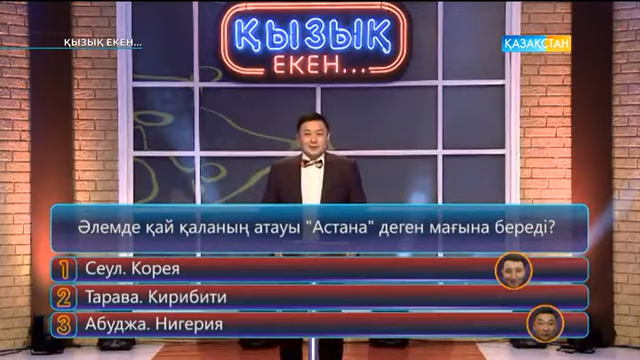 ҚЫЗЫҚ ЕКЕН...
ҚЫЗЫҚ
ЕКЕН...
ҚАЗАҚСТАН
Әлемде қай қаланың атауы "Астана" деген мағына береді?
1 Сеул. Корея
2 Тарава. Кирибити
3 Абуджа. Нигерия